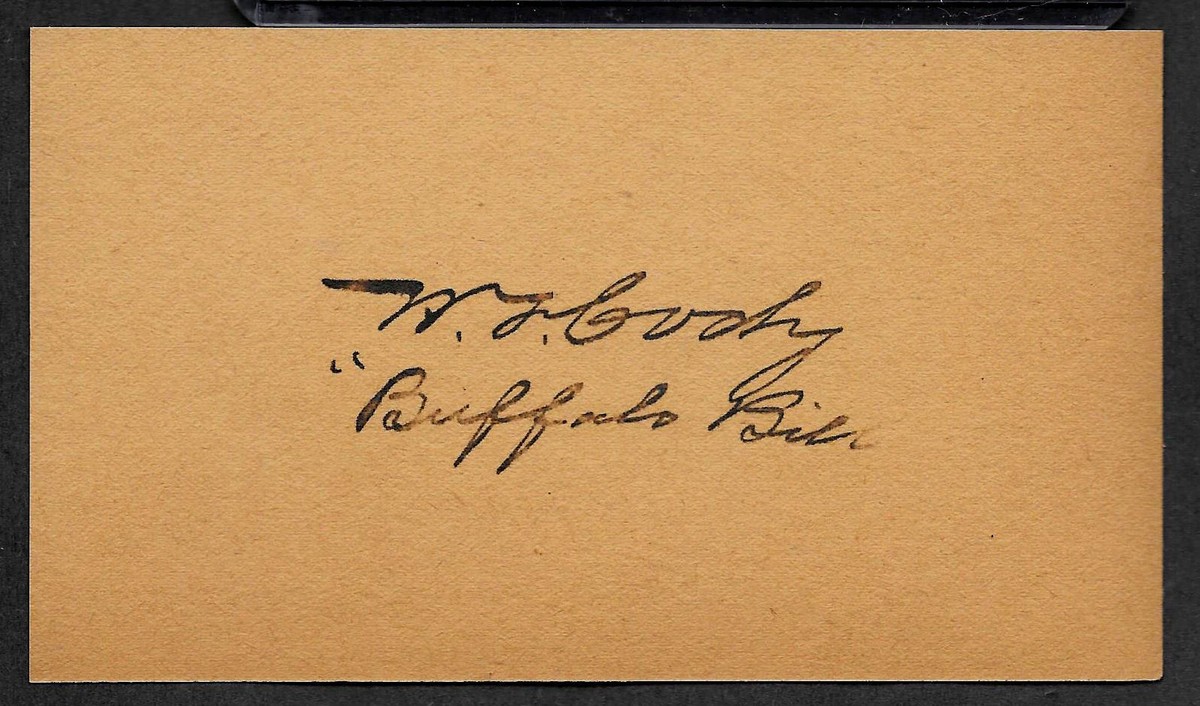 W. F. Cody
"Buffalo Bill